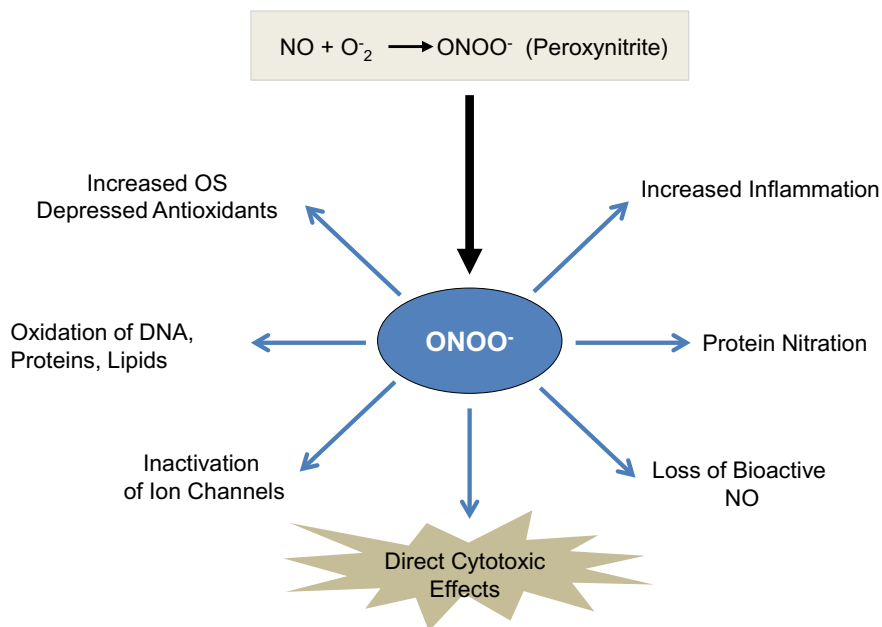 NO + O⁻₂ → ONOO⁻ (Peroxynitrite)
Increased OS
Depressed Antioxidants
Increased Inflammation
Oxidation of DNA,
Proteins, Lipids
ONOO⁻
Protein Nitration
Inactivation
of Ion Channels
Loss of Bioactive
NO
Direct Cytotoxic
Effects